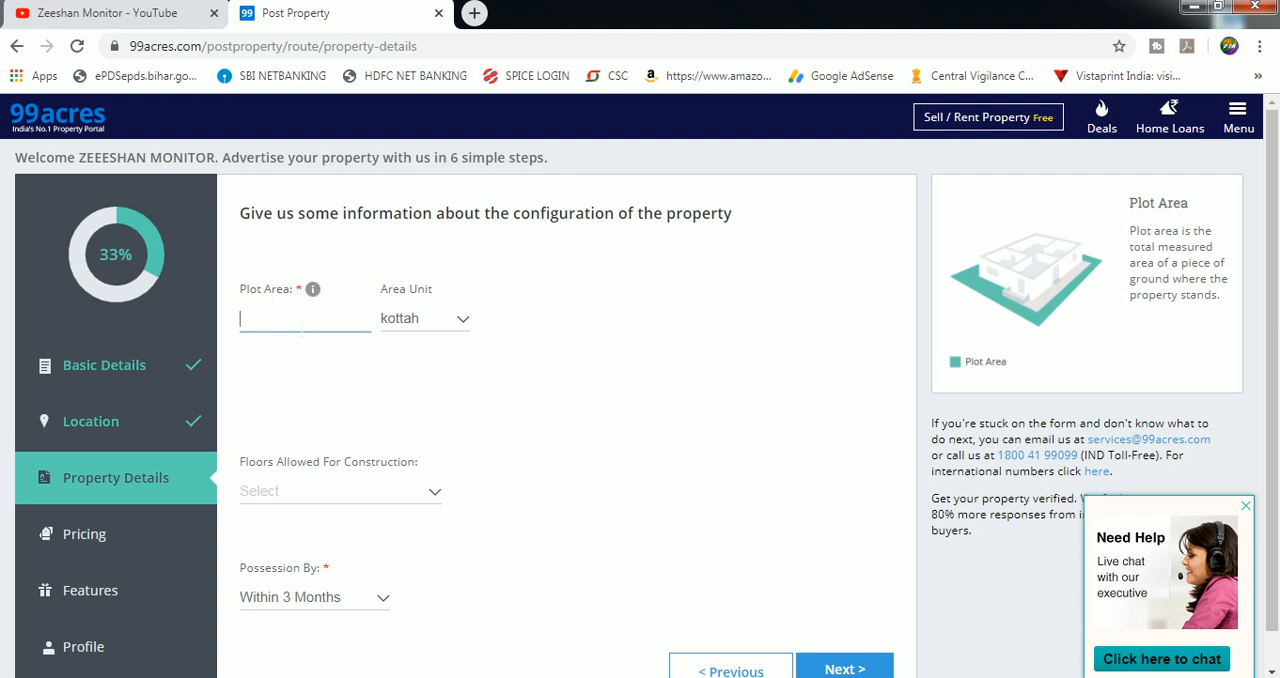 Zeeshan Monitor - YouTube
99 Post Property
99acres.com/postproperty/route/property-details
Apps ePDSepds.bihar.go... SBI NETBANKING HDFC NET BANKING SPICE LOGIN CSC https://www.amazo... Google AdSense Central Vigilance C... Vistaprint India: visi... »
99acres
India's No.1 Property Portal
Sell / Rent Property Free
Deals
Home Loans
Menu
Welcome ZEEESHAN MONITOR. Advertise your property with us in 6 simple steps.
33%
Basic Details
Location
Property Details
Pricing
Features
Profile
Give us some information about the configuration of the property
Plot Area: * i
Area Unit
kottah
Floors Allowed For Construction:
Select
Possession By: *
Within 3 Months
< Previous
Next >
Plot Area
Plot area is the
total measured
area of a piece of
ground where the
property stands.
Plot Area
If you're stuck on the form and don't know what to
do next, you can email us at services@99acres.com
or call us at 1800 41 99099 (IND Toll-Free). For
international numbers click here.
Get your property verified.
80% more responses from
buyers.
Need Help
Live chat
with our
executive
Click here to chat